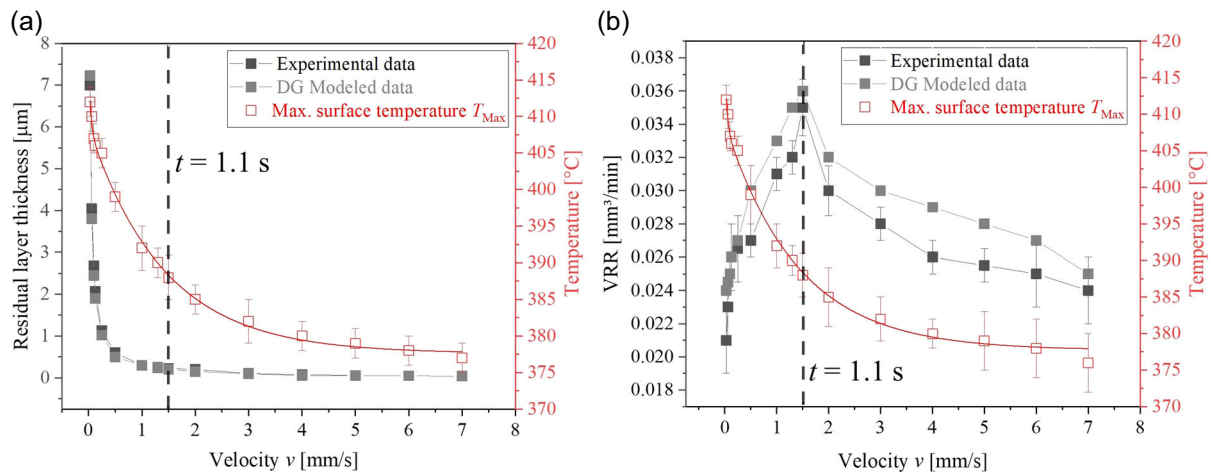 (a)
8
7
6
5
4
3
2
1
0
Residual layer thickness [µm]
Experimental data
DG Modeled data
Max. surface temperature TMax
t = 1.1 s
420
415
410
405
400
395
390
385
380
375
370
Temperature [°C]
0 1 2 3 4 5 6 7 8
Velocity v [mm/s]
(b)
0.038
0.036
0.034
0.032
0.030
0.028
0.026
0.024
0.022
0.020
0.018
VRR [mm³/min]
Experimental data
DG Modeled data
Max. surface temperature TMax
t = 1.1 s
420
415
410
405
400
395
390
385
380
375
370
Temperature [°C]
0 1 2 3 4 5 6 7 8
Velocity v [mm/s]